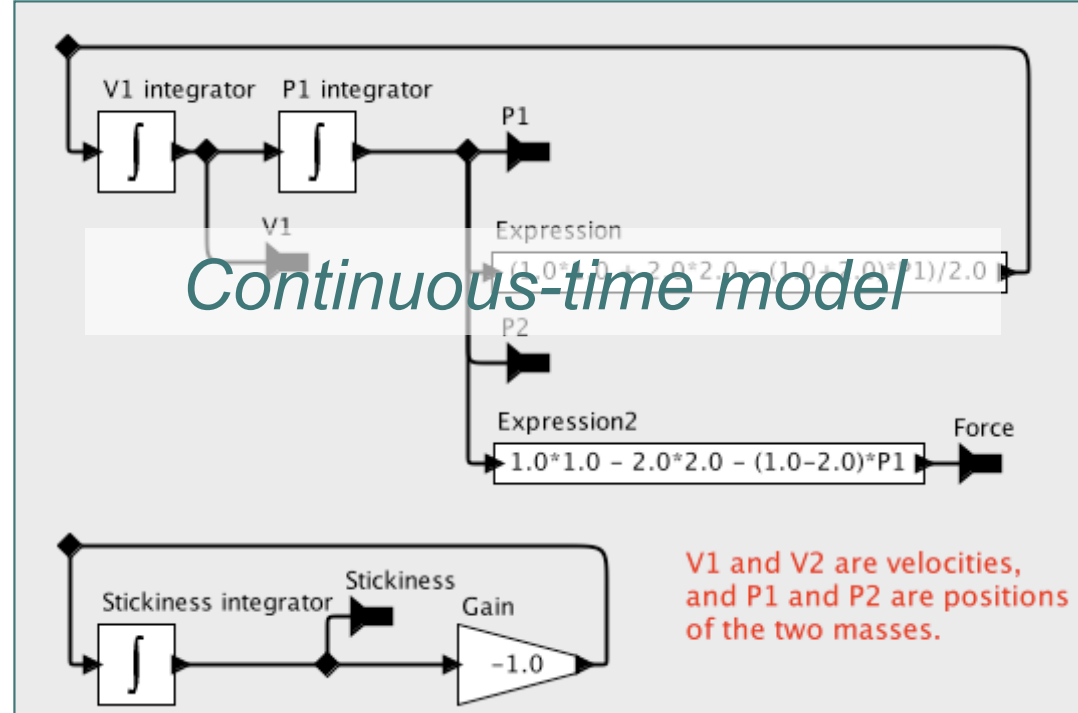 V1 integrator
P1 integrator
P1
∫
∫
V1
Expression
Continuous-time model
P2
Expression2
1.0*1.0 - 2.0*2.0 - (1.0-2.0)*P1
Force
Stickiness integrator
Stickiness
Gain
∫
-1.0
V1 and V2 are velocities,
and P1 and P2 are positions
of the two masses.